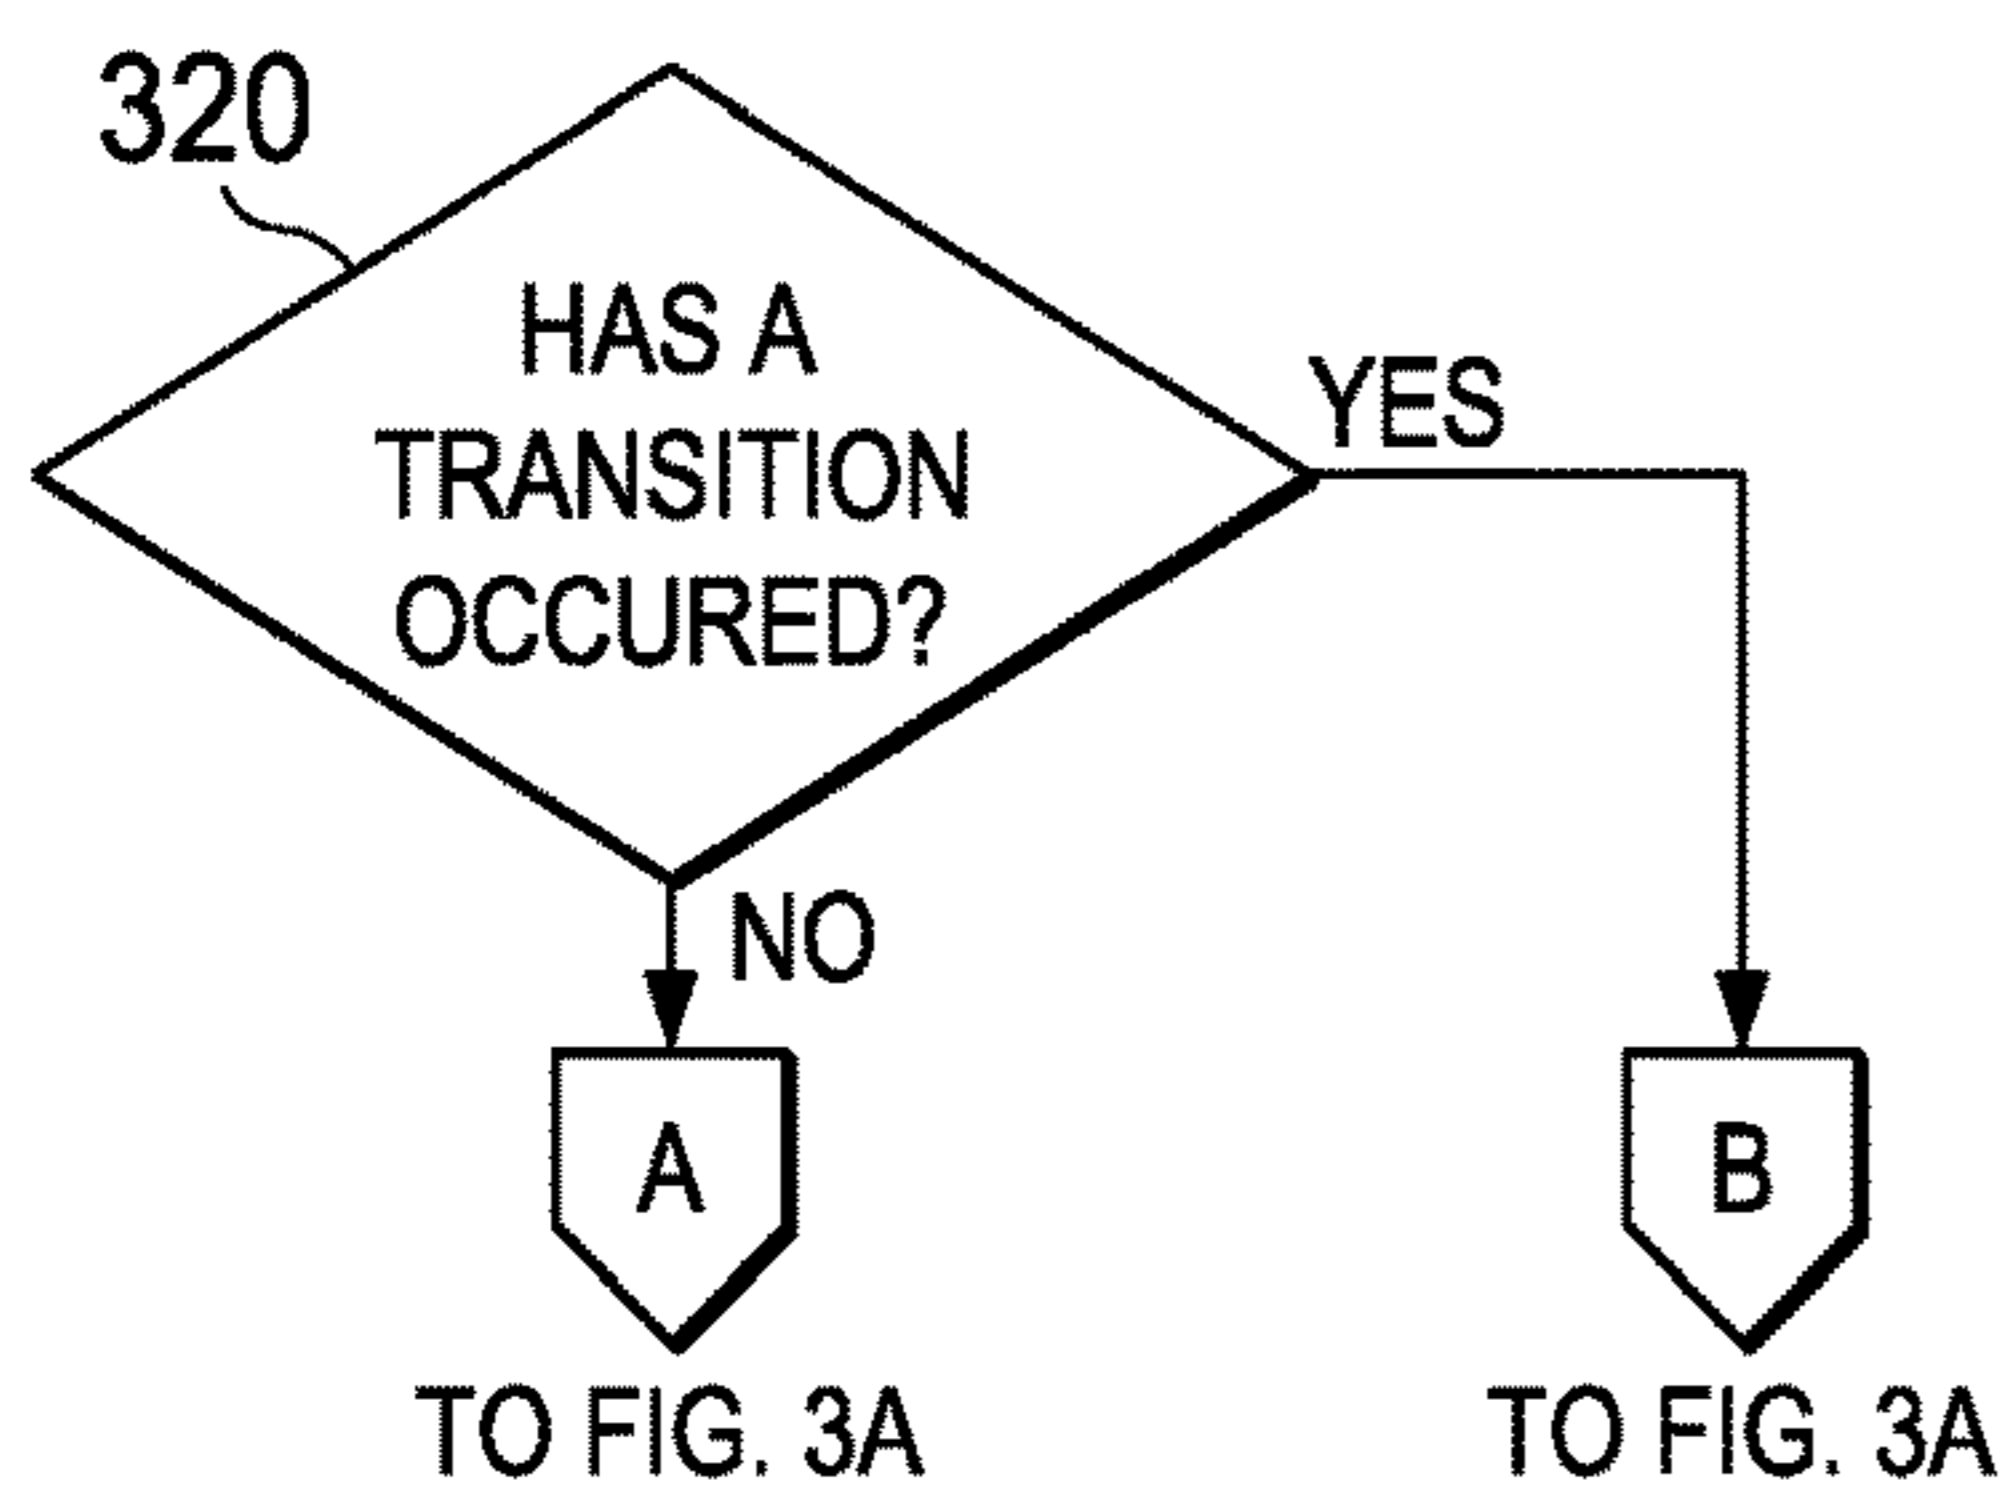 320
HAS A
TRANSITION
OCCURED?
YES
NO
A
B
TO FIG. 3A
TO FIG. 3A